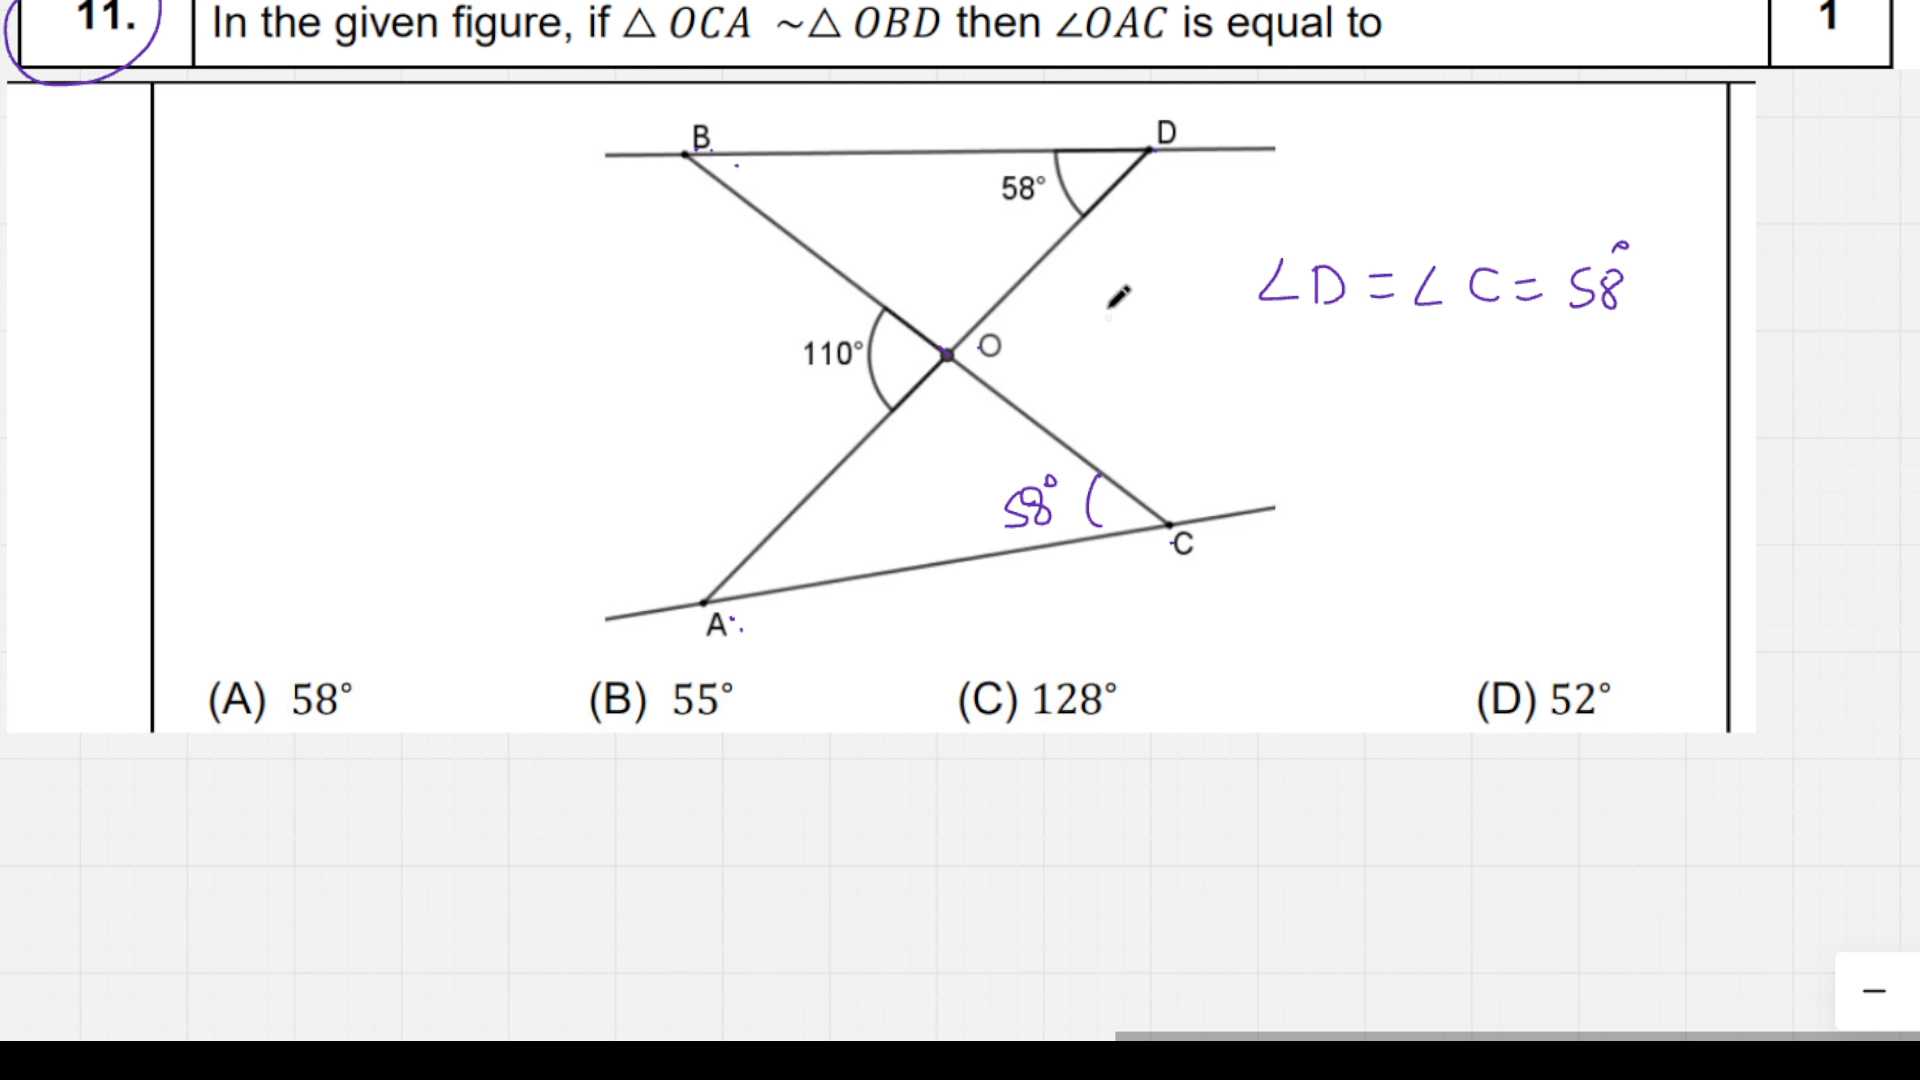 11. In the given figure, if △ OCA ~△ OBD then ∠OAC is equal to 1
B D
58°
∠D = ∠C = 58°
110° O
58°
C
A
(A) 58° (B) 55° (C) 128° (D) 52°